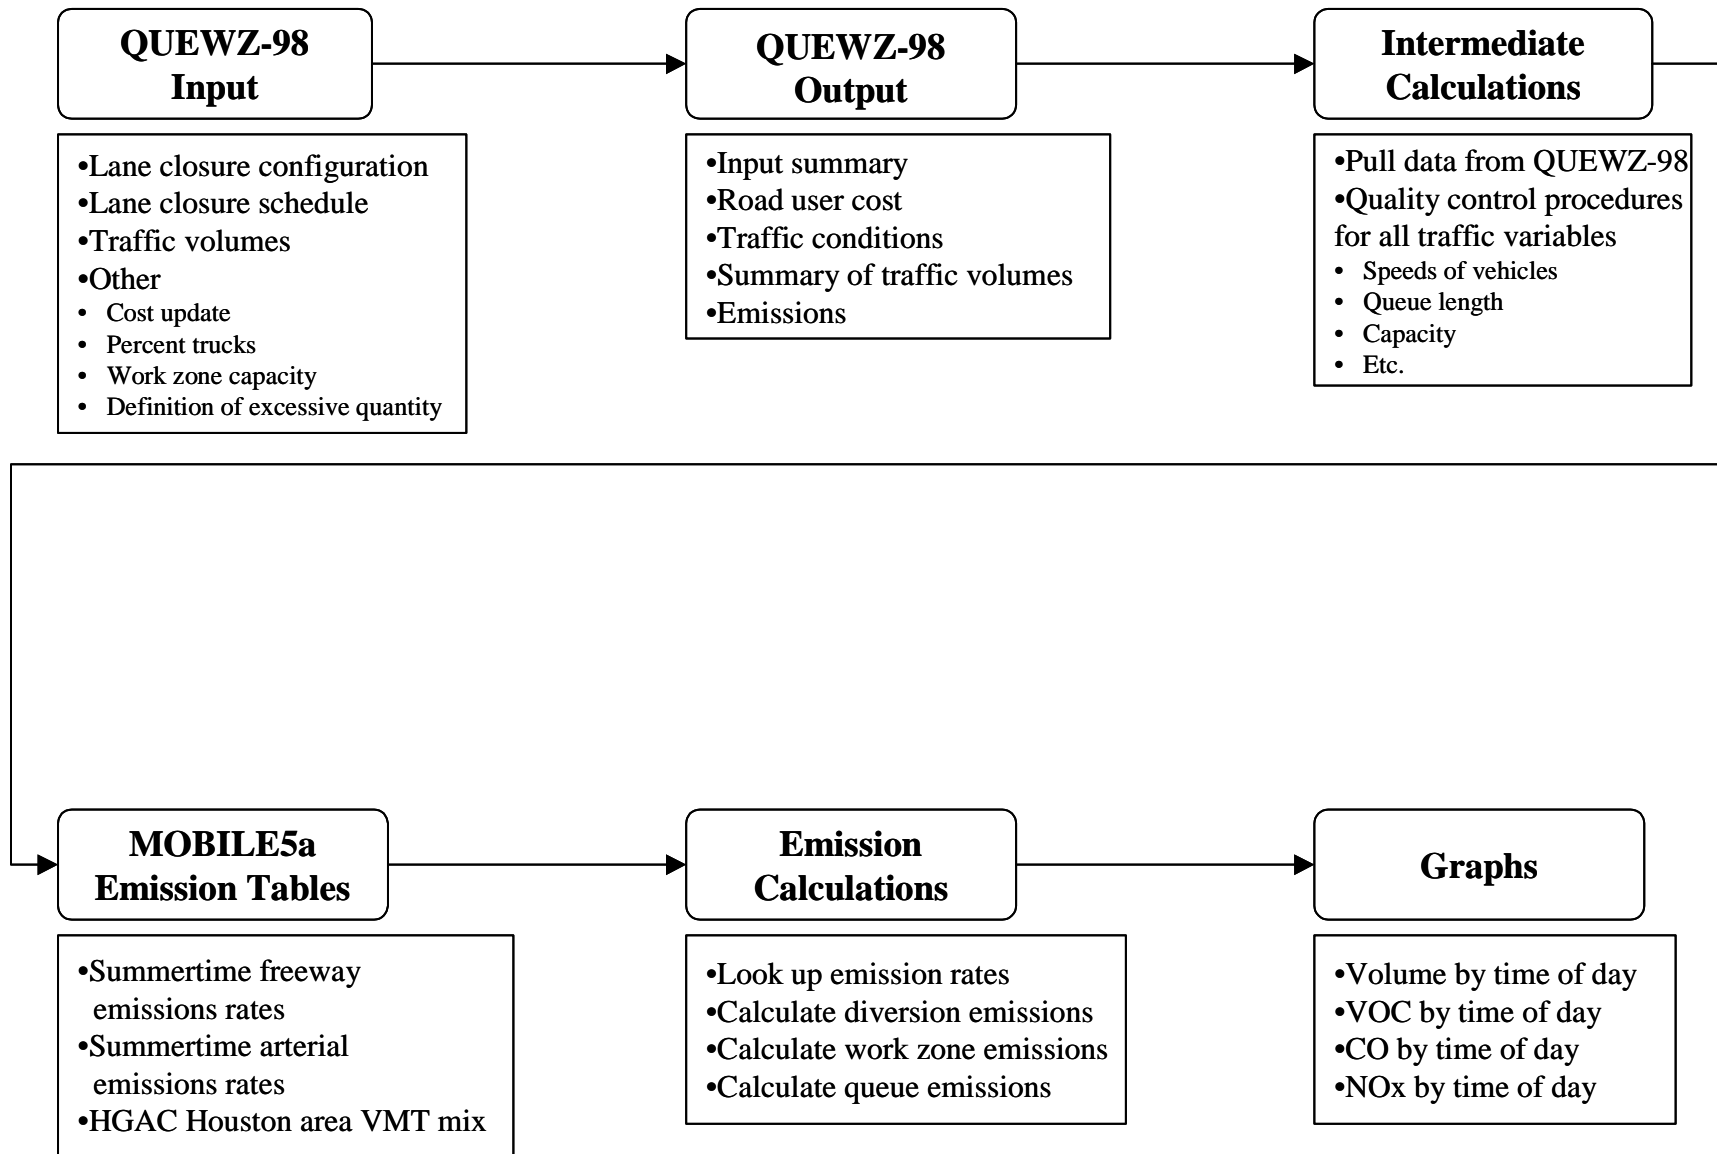 QUEWZ-98
Input
•Lane closure configuration
•Lane closure schedule
•Traffic volumes
•Other
• Cost update
• Percent trucks
• Work zone capacity
• Definition of excessive quantity
QUEWZ-98
Output
•Input summary
•Road user cost
•Traffic conditions
•Summary of traffic volumes
•Emissions
Intermediate
Calculations
•Pull data from QUEWZ-98
•Quality control procedures
for all traffic variables
• Speeds of vehicles
• Queue length
• Capacity
• Etc.
MOBILE5a
Emission Tables
•Summertime freeway
emissions rates
•Summertime arterial
emissions rates
•HGAC Houston area VMT mix
Emission
Calculations
•Look up emission rates
•Calculate diversion emissions
•Calculate work zone emissions
•Calculate queue emissions
Graphs
•Volume by time of day
•VOC by time of day
•CO by time of day
•NOx by time of day